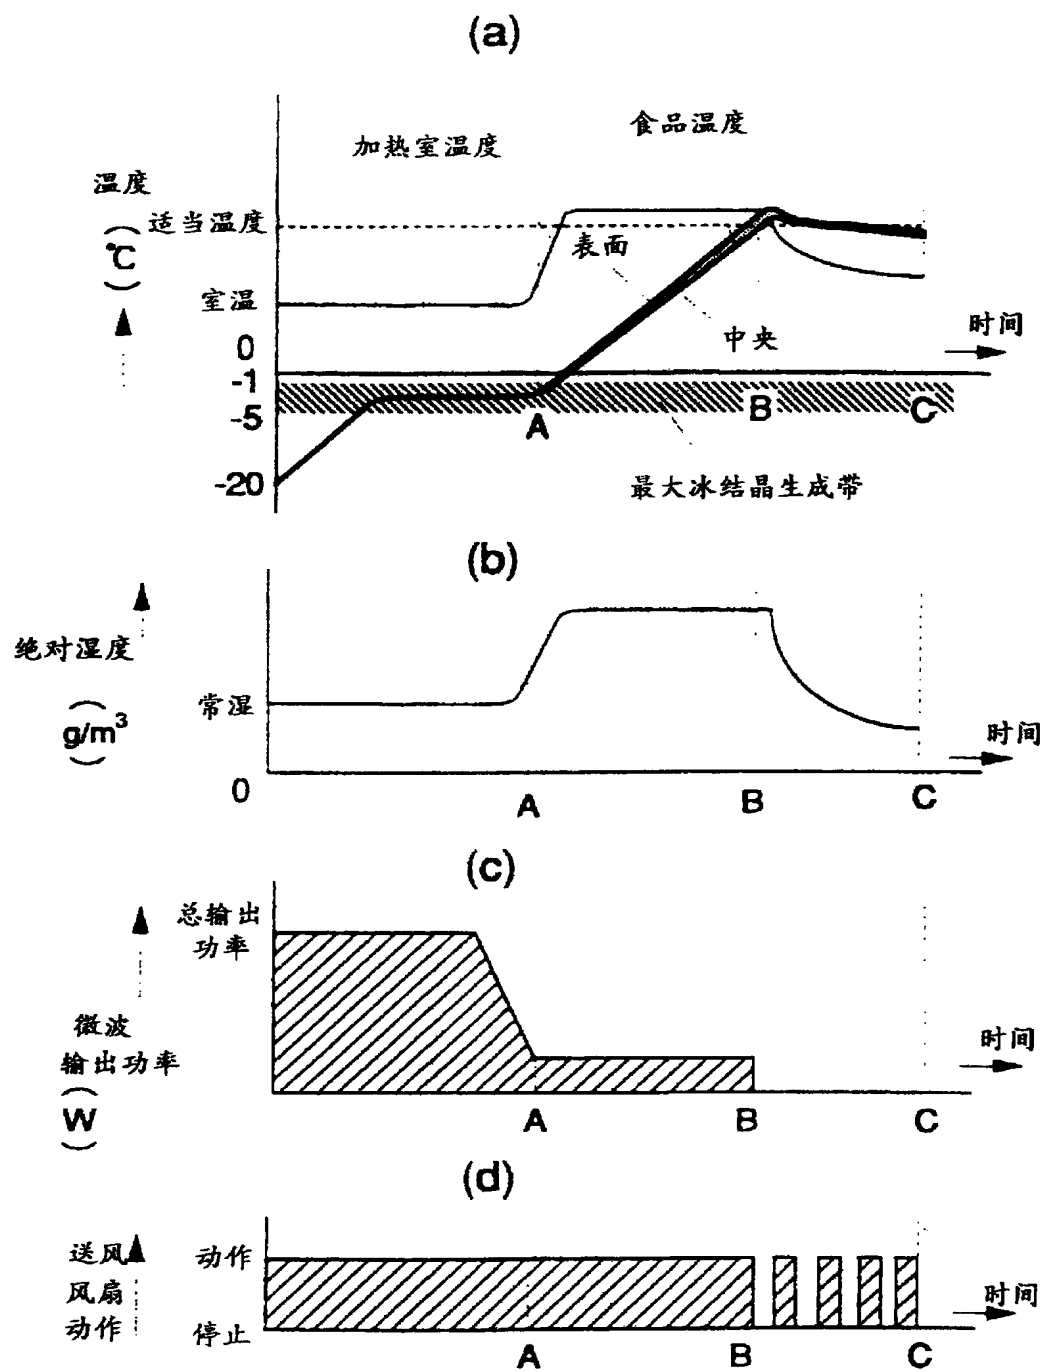 (a)
加热室温度
食品温度
温度
(°C)
适当温度
表面
室温
中央
时间
0
-1
-5
A
B
C
-20
最大冰结晶生成带
(b)
绝对湿度
(g/m³)
常湿
时间
0
A
B
C
(c)
总输出
功率
微波
输出功率
(W)
时间
A
B
C
(d)
送风
风扇
动作
动作
停止
时间
A
B
C